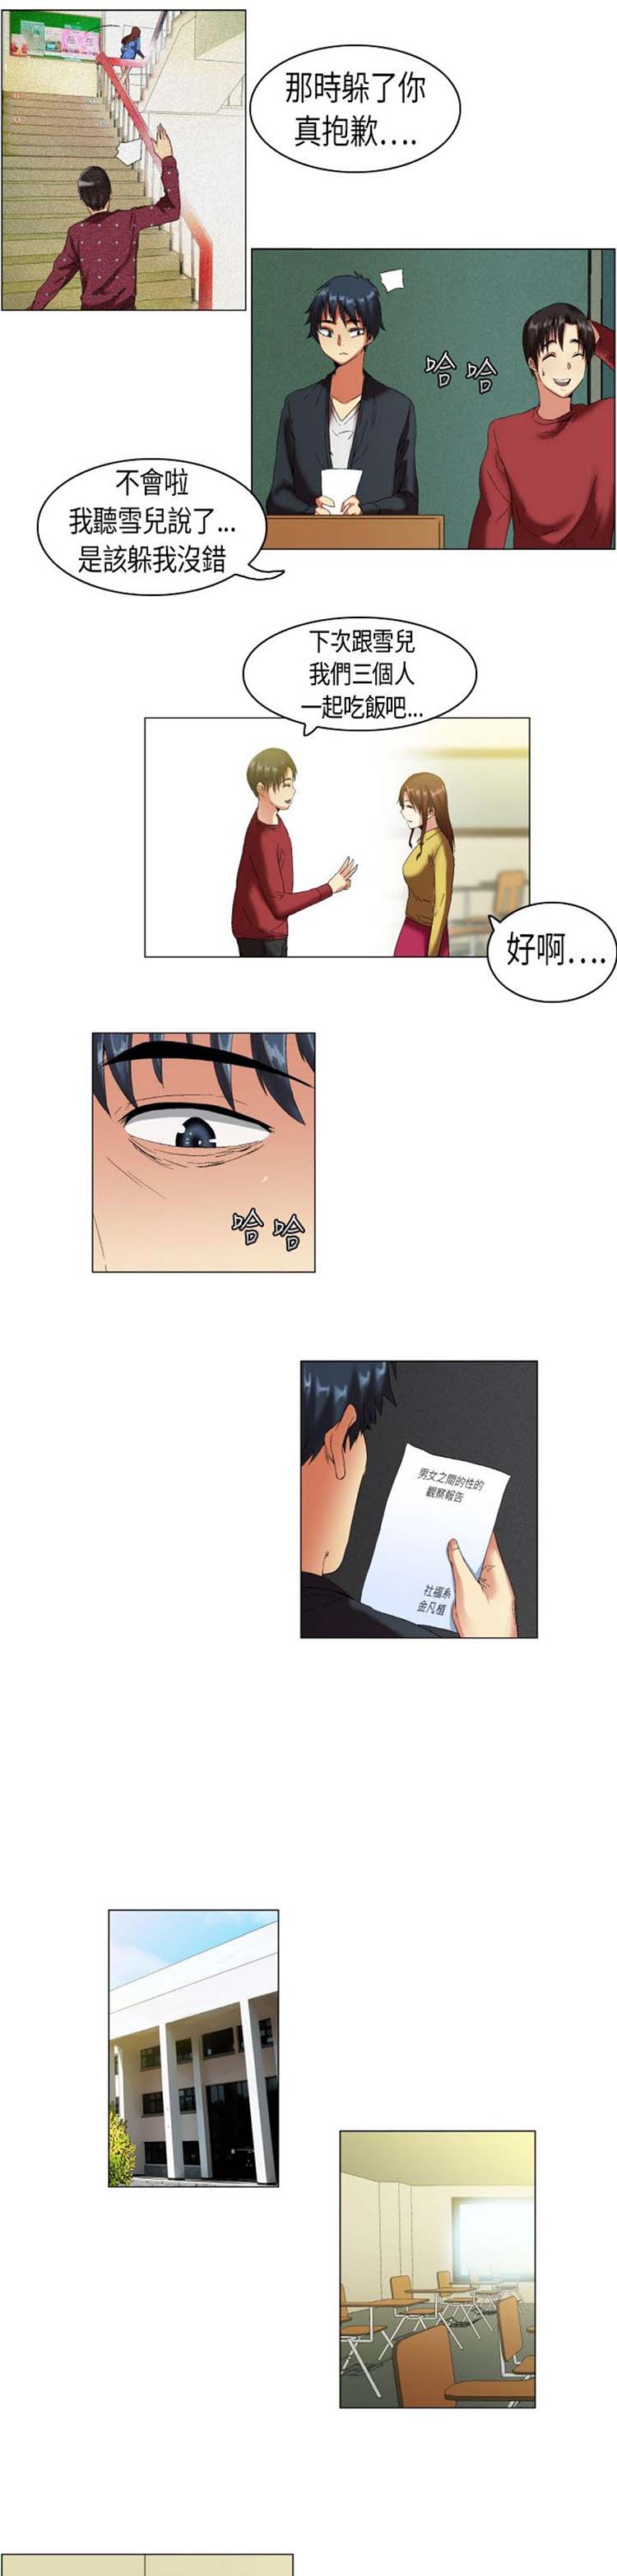 那時躲了你
真抱歉....
哈哈
不會啦
我聽雪兒說了...
是該躲我沒錯
下次跟雪兒
我們三個人
一起吃飯吧...
好啊....
哈哈
男女之間的性的
觀察報告
社福系
金凡植